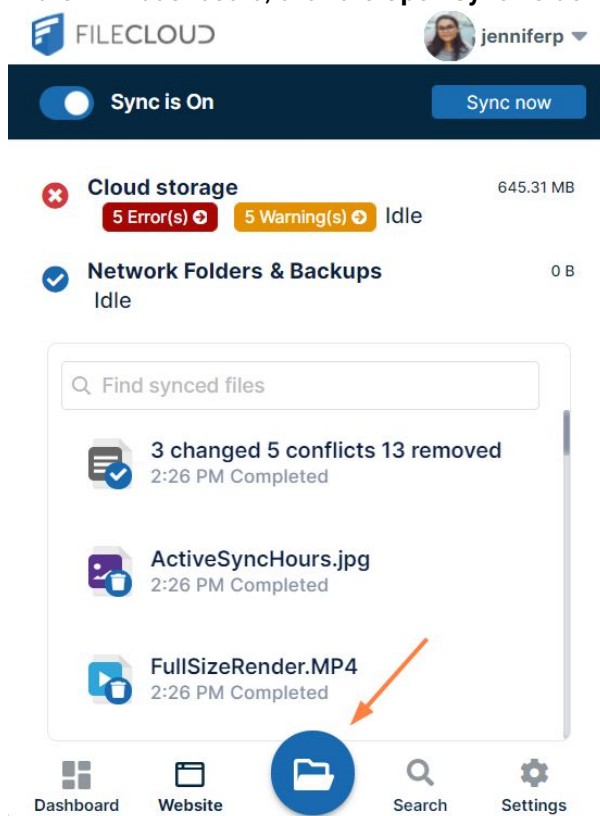 FILECLOUD
jenniferp
Sync is On
Sync now
Cloud storage
645.31 MB
5 Error(s)
5 Warning(s)
Idle
Network Folders & Backups
0 B
Idle
Find synced files
3 changed 5 conflicts 13 removed
2:26 PM Completed
ActiveSyncHours.jpg
2:26 PM Completed
FullSizeRender.MP4
2:26 PM Completed
Dashboard
Website
Search
Settings